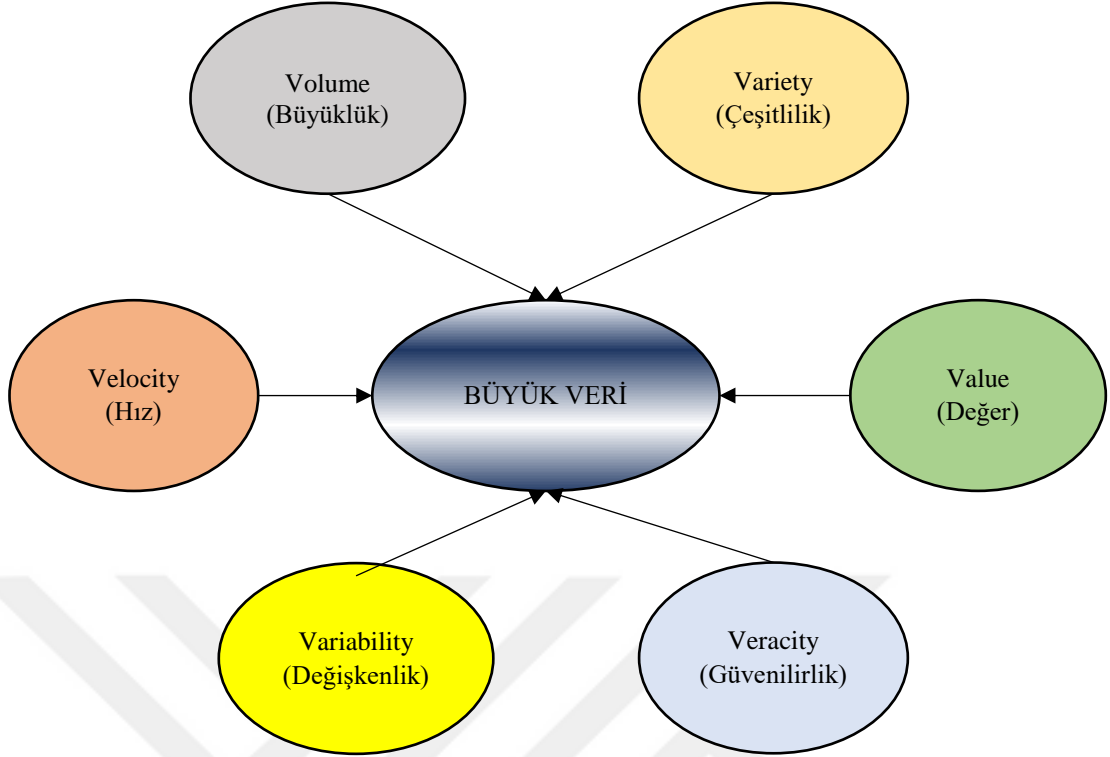 Volume
(Büyüklük)
Variety
(Çeşitlilik)
Velocity
(Hız)
BÜYÜK VERİ
Value
(Değer)
Variability
(Değişkenlik)
Veracity
(Güvenilirlik)